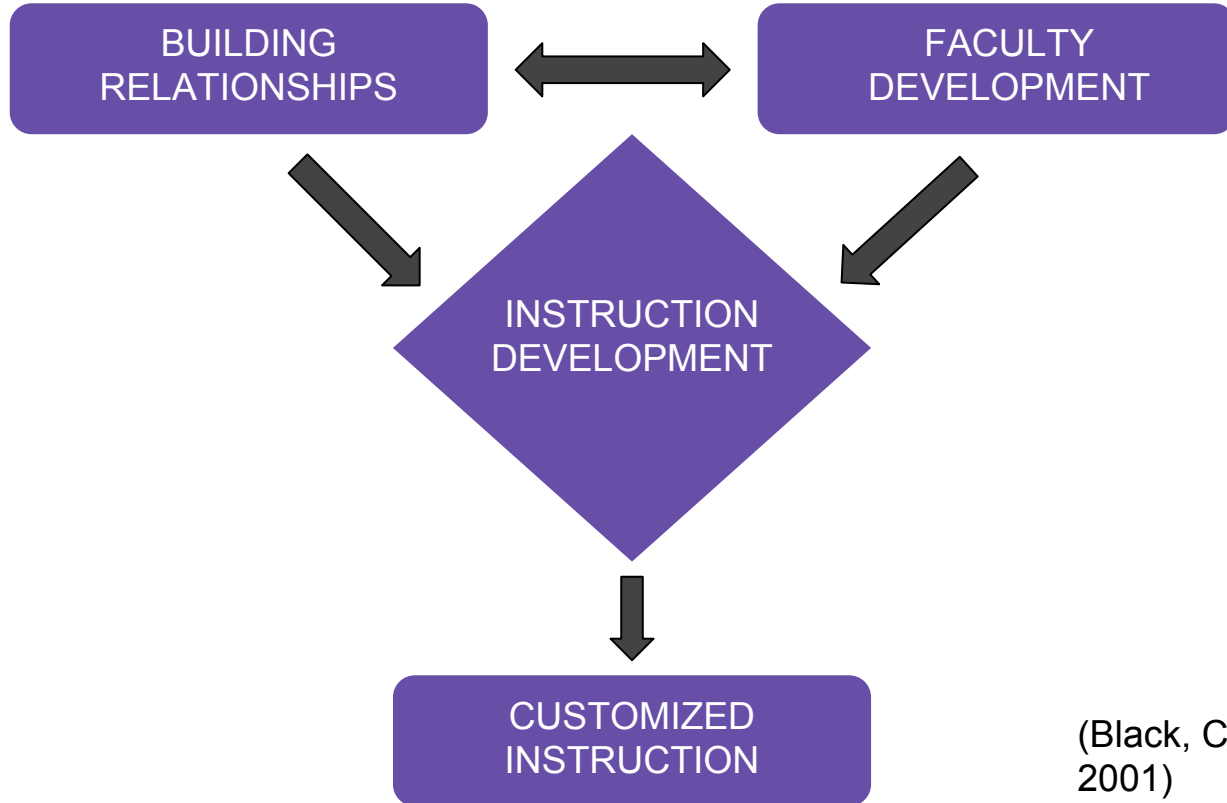 BUILDING
RELATIONSHIPS
FACULTY
DEVELOPMENT
INSTRUCTION
DEVELOPMENT
CUSTOMIZED
INSTRUCTION
(Black, C
2001)